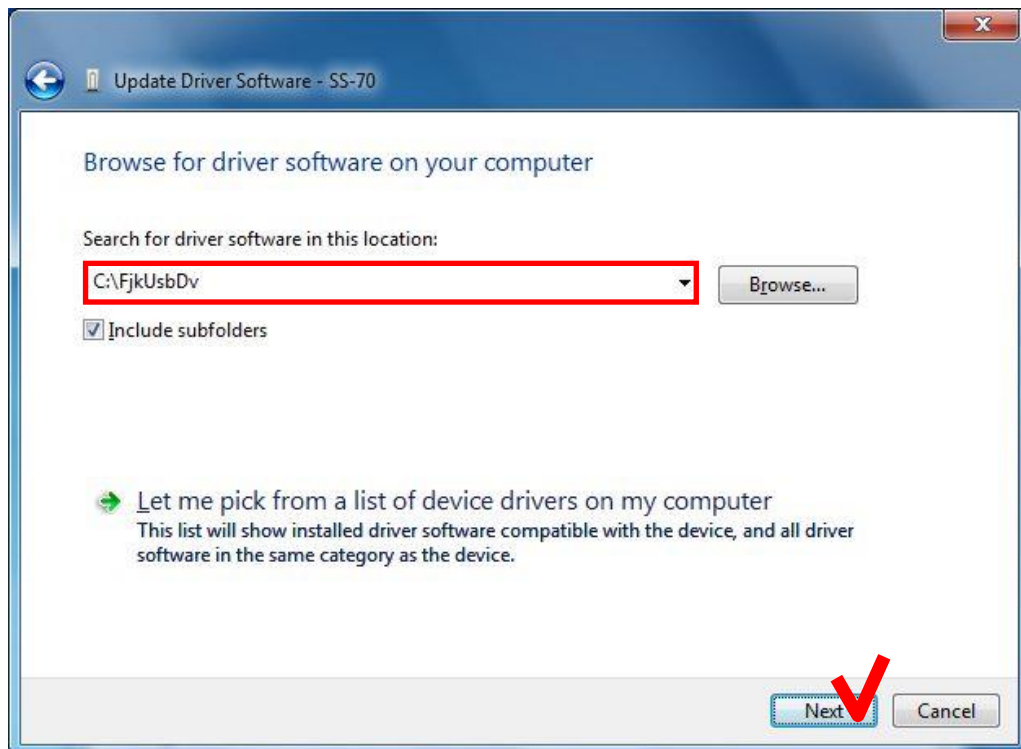 Update Driver Software - SS-70
Browse for driver software on your computer
Search for driver software in this location:
C:\FjkUsbDv
Browse...
Include subfolders
Let me pick from a list of device drivers on my computer
This list will show installed driver software compatible with the device, and all driver
software in the same category as the device.
Next
Cancel